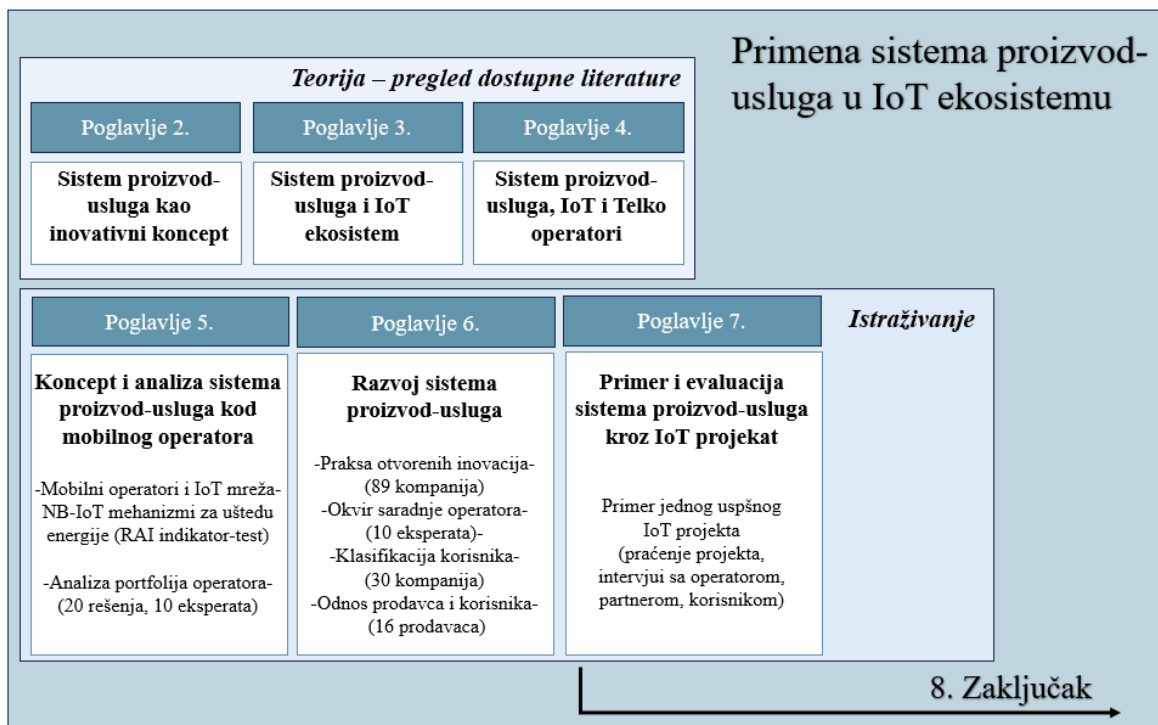 Primena sistema proizvod-
usluga u IoT ekosistemu
Teorija – pregled dostupne literature
Poglavlje 2.
Sistem proizvod-
usluga kao
inovativni koncept
Poglavlje 3.
Sistem proizvod-
usluga i IoT
ekosistem
Poglavlje 4.
Sistem proizvod-
usluga, IoT i Telko
operatori
Istraživanje
Poglavlje 5.
Koncept i analiza sistema
proizvod-usluga kod
mobilnog operatora
-Mobilni operatori i IoT mreža-
NB-IoT mehanizmi za uštedu
energije (RAI indikator-test)
-Analiza portfolija operatora-
(20 rešenja, 10 eksperata)
Poglavlje 6.
Razvoj sistema
proizvod-usluga
-Praksa otvorenih inovacija-
(89 kompanija)
-Okvir saradnje operatora-
(10 eksperata)-
-Klasifikacija korisnika-
(30 kompanija)
-Odnos prodavca i korisnika-
(16 prodavaca)
Poglavlje 7.
Primer i evaluacija
sistema proizvod-usluga
kroz IoT projekat
Primer jednog uspšnog
IoT projekta
(praćenje projekta,
intervjui sa operatorom,
partnerom, korisnikom)
8. Zaključak